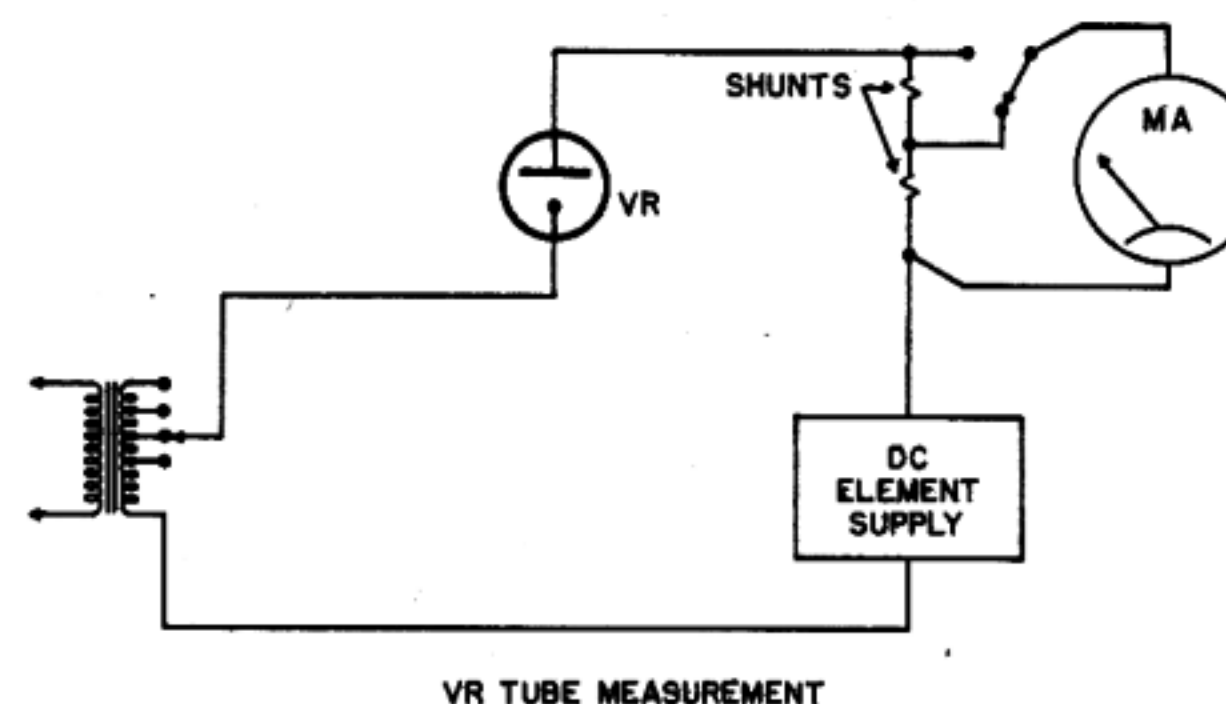 SHUNTS
MA
VR
DC
ELEMENT
SUPPLY
VR TUBE MEASUREMENT